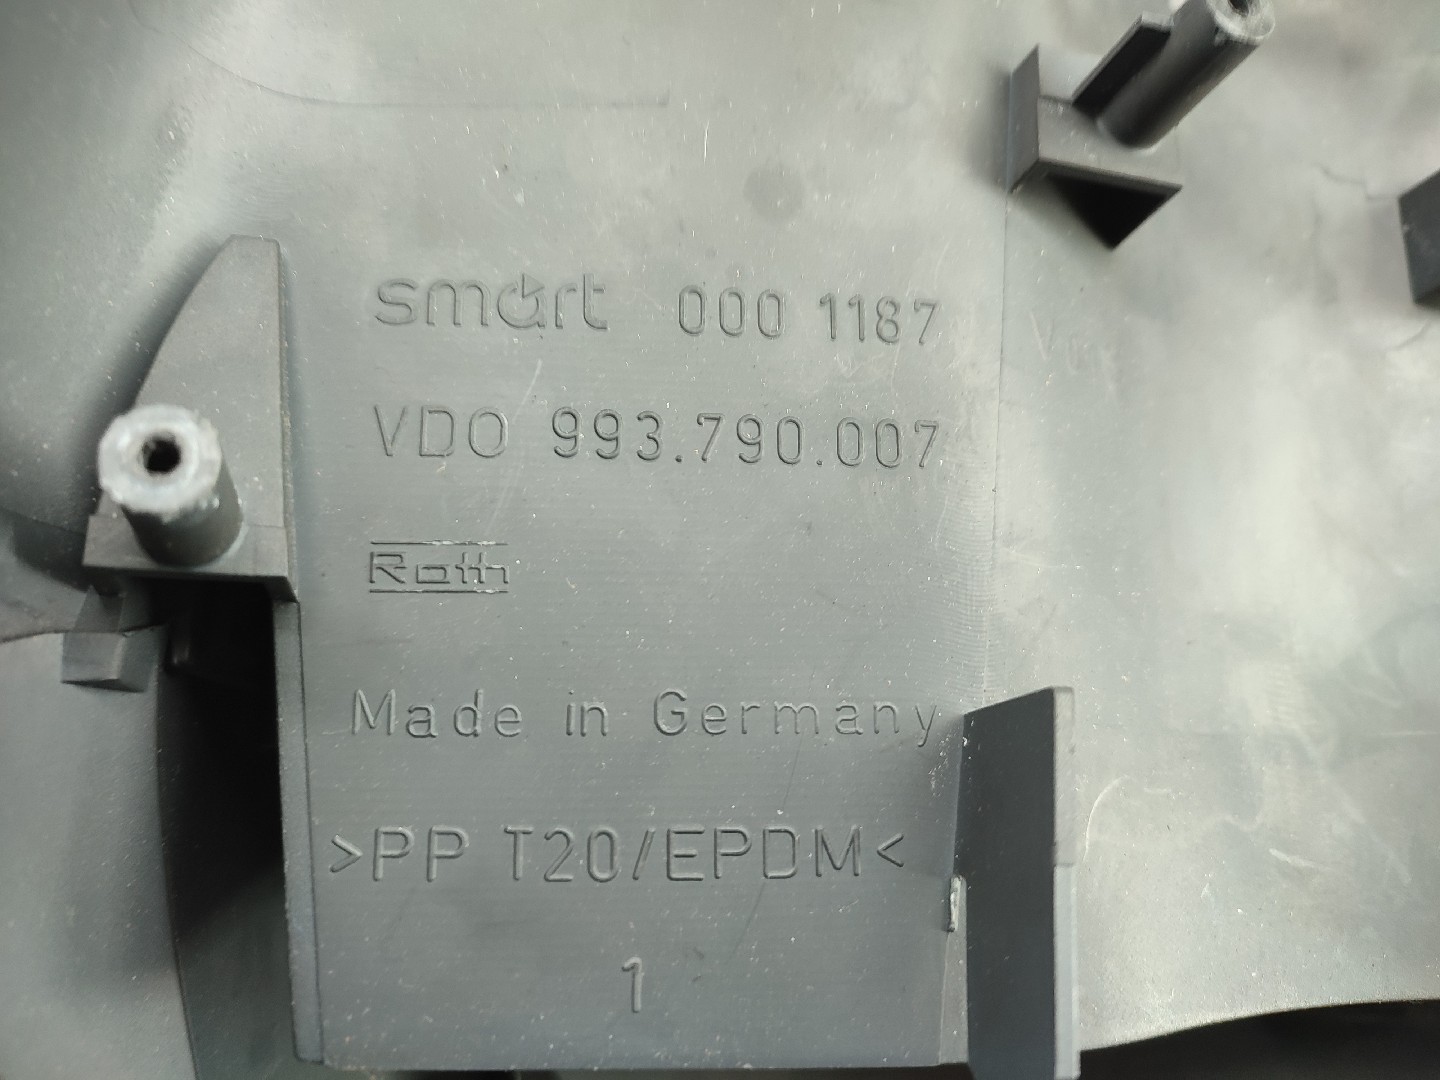 smart 000 1187
VDO 993.790.007
Roth
Made in Germany
>PP T20/EPDM<
1